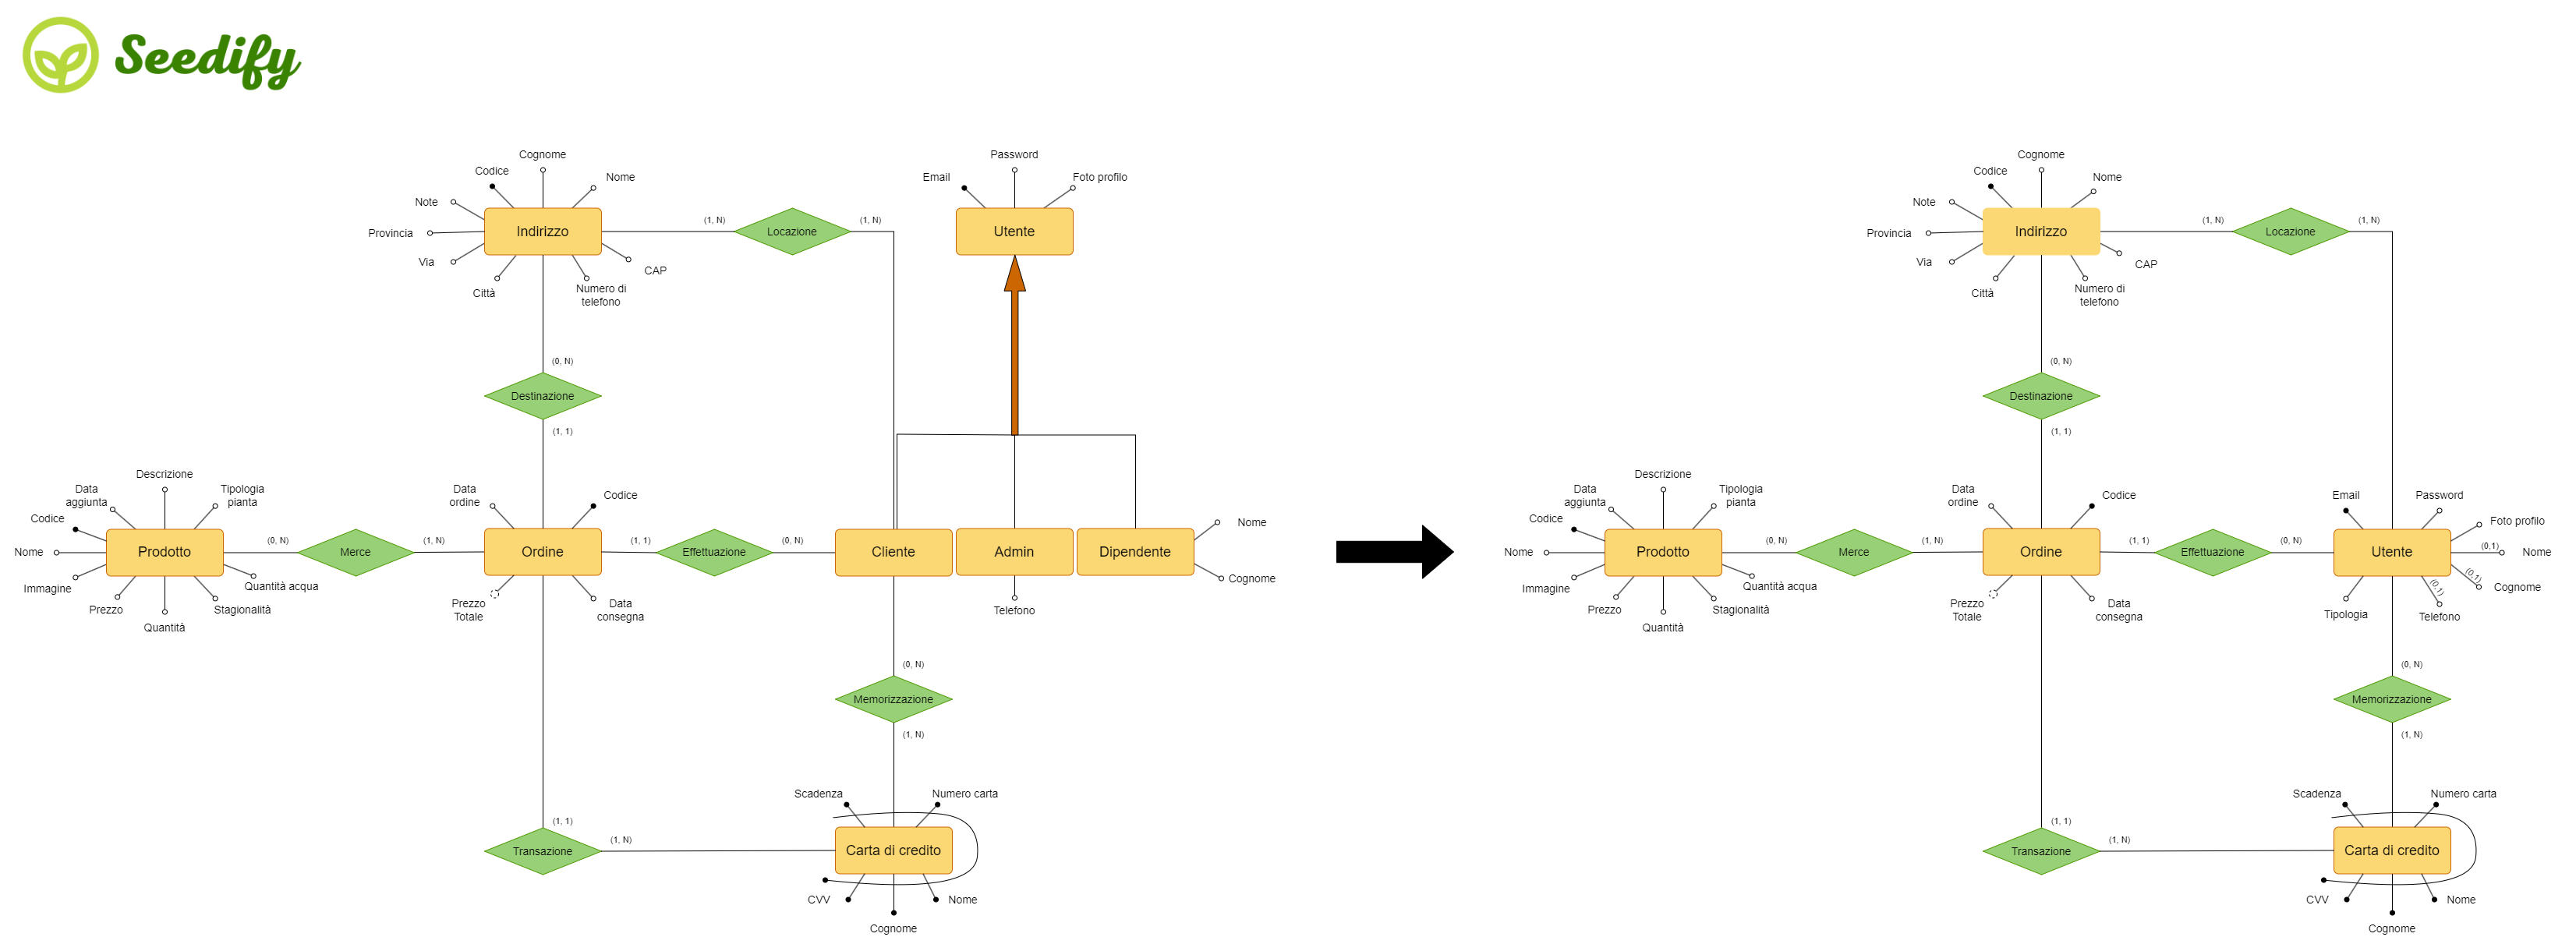 Seedify
Cognome
Codice
Nome
Note
Provincia
Via
Città
Indirizzo
Numero di
telefono
CAP
(1, N)
Locazione
(1, N)
Password
Email
Foto profilo
Utente
(0, N)
Destinazione
(1, 1)
Descrizione
Data
aggiunta
Tipologia
pianta
Codice
Nome
Immagine
Prezzo
Quantità
Stagionalità
Quantità acqua
Prodotto
(0, N)
Merce
(1, N)
Data
ordine
Codice
Ordine
Prezzo
Totale
Data
consegna
(1, 1)
Effettuazione
(0, N)
Cliente
Admin
Dipendente
Nome
Cognome
Telefono
(0, N)
Memorizzazione
(1, N)
Scadenza
Numero carta
(1, 1)
Transazione
(1, N)
Carta di credito
CVV
Nome
Cognome
Cognome
Codice
Nome
Note
Provincia
Via
Città
Indirizzo
Numero di
telefono
CAP
(1, N)
Locazione
(1, N)
(0, N)
Destinazione
(1, 1)
Descrizione
Data
aggiunta
Tipologia
pianta
Codice
Nome
Immagine
Prezzo
Quantità
Stagionalità
Quantità acqua
Prodotto
(0, N)
Merce
(1, N)
Data
ordine
Codice
Ordine
Prezzo
Totale
Data
consegna
(1, 1)
Effettuazione
(0, N)
Email
Password
Foto profilo
Utente
(0,1)
Nome
(0,1)
Cognome
(0,1)
Telefono
Tipologia
(0, N)
Memorizzazione
(1, N)
Scadenza
Numero carta
(1, 1)
Transazione
(1, N)
Carta di credito
CVV
Nome
Cognome